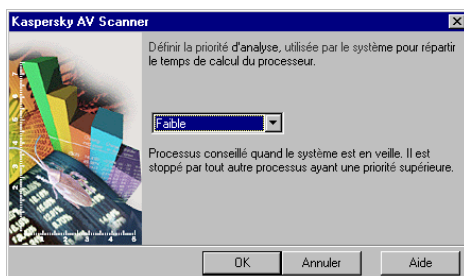 Kaspersky AV Scanner
Définir la priorité d'analyse, utilisée par le système pour répartir
le temps de calcul du processeur.
Faible
Processus conseillé quand le système est en veille. Il est
stoppé par tout autre processus ayant une priorité supérieure.
OK Annuler Aide